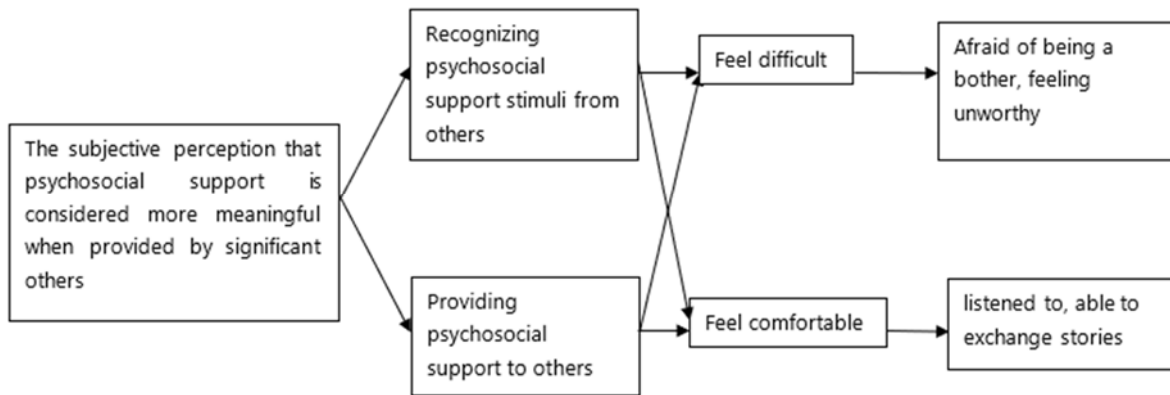 The subjective perception that
psychosocial support is
considered more meaningful
when provided by significant
others
Recognizing
psychosocial
support stimuli from
others
Providing
psychosocial
support to others
Feel difficult
Feel comfortable
Afraid of being a
bother, feeling
unworthy
listened to, able to
exchange stories